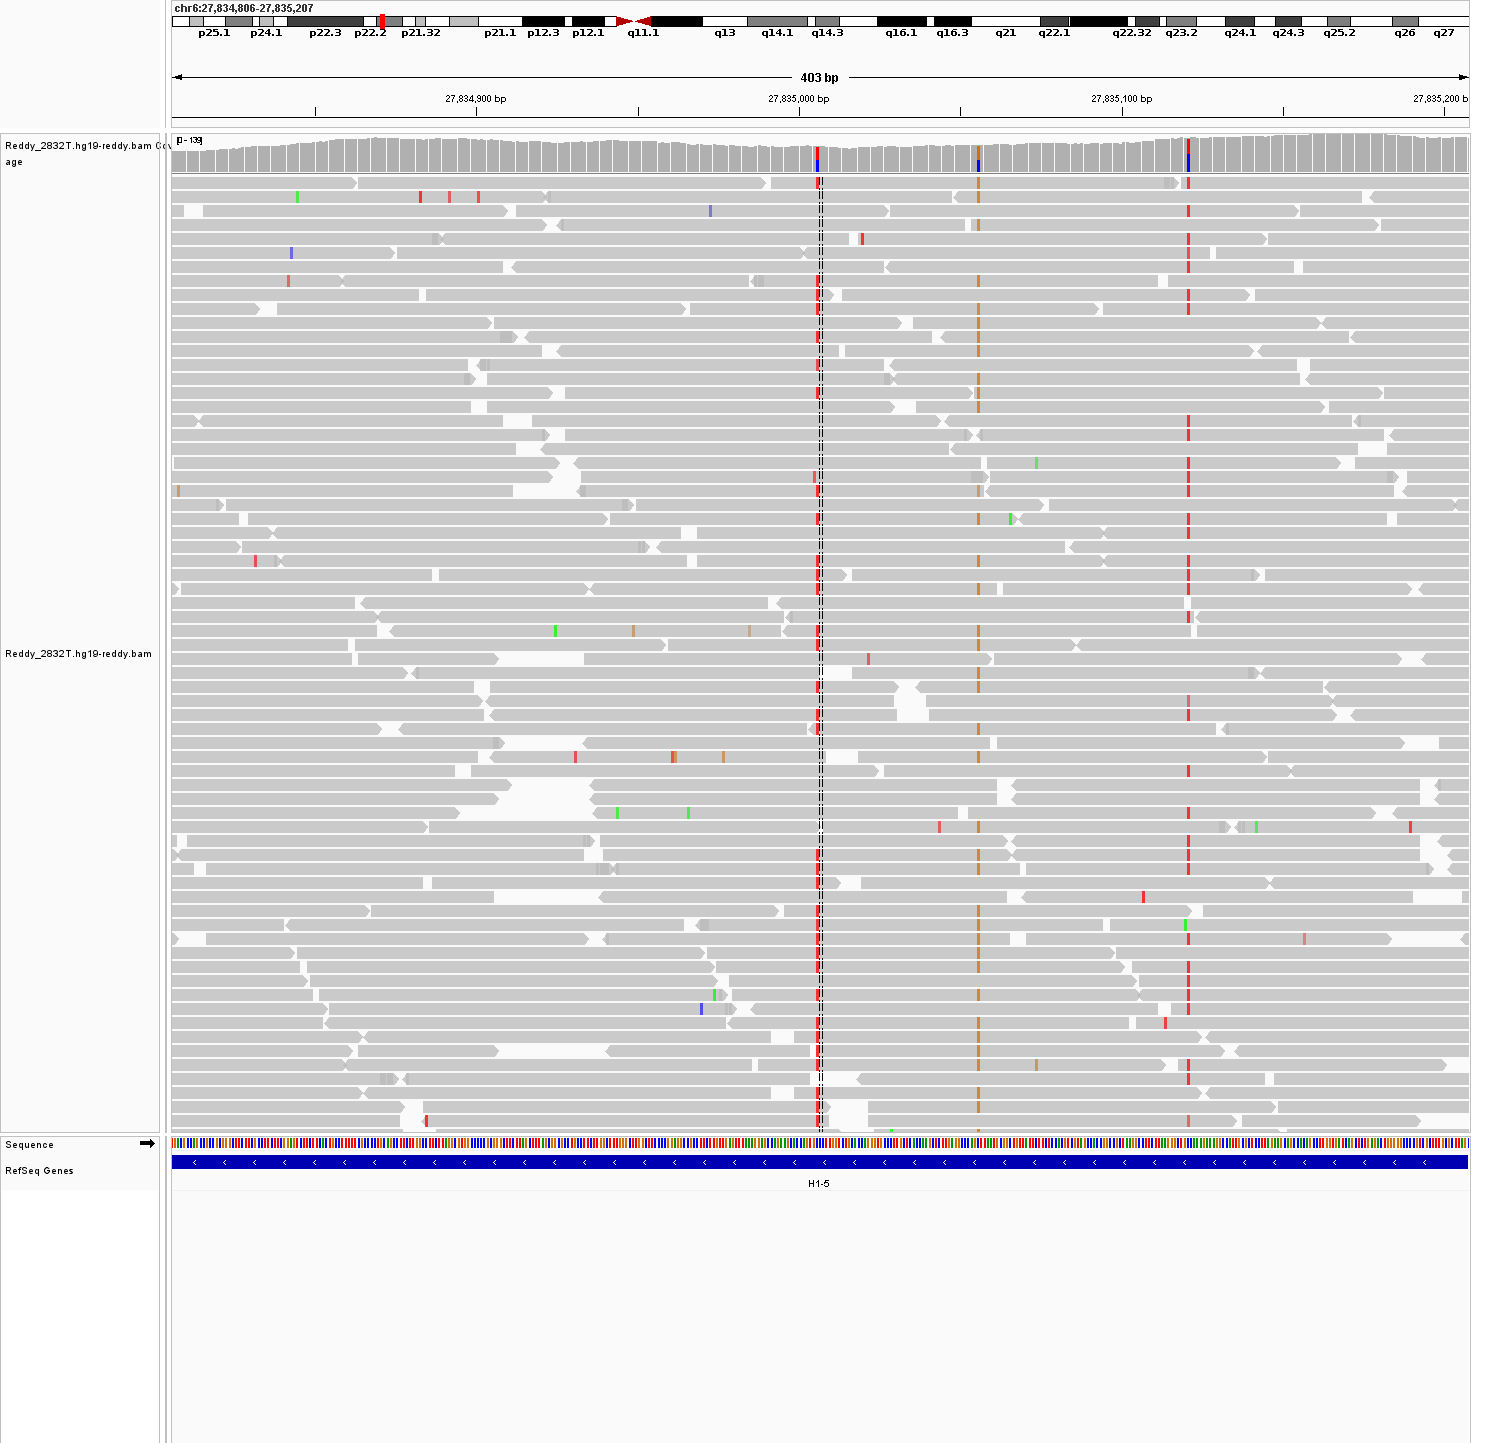 chr6:27,834,806-27,835,207
p25.1 p24.1 p22.3 p22.2 p21.32 p21.1 p12.3 p12.1 q11.1 q13 q14.1 q14.3 q16.1 q16.3 q21 q22.1 q22.32 q23.2 q24.1 q24.3 q25.2 q26 q27
403 bp
27,834,900 bp 27,835,000 bp 27,835,100 bp 27,835,200 b
Reddy_2832T.hg19-reddy.bam Cov
age
[0 - 139]
Reddy_2832T.hg19-reddy.bam
Sequence
RefSeq Genes
H1-5